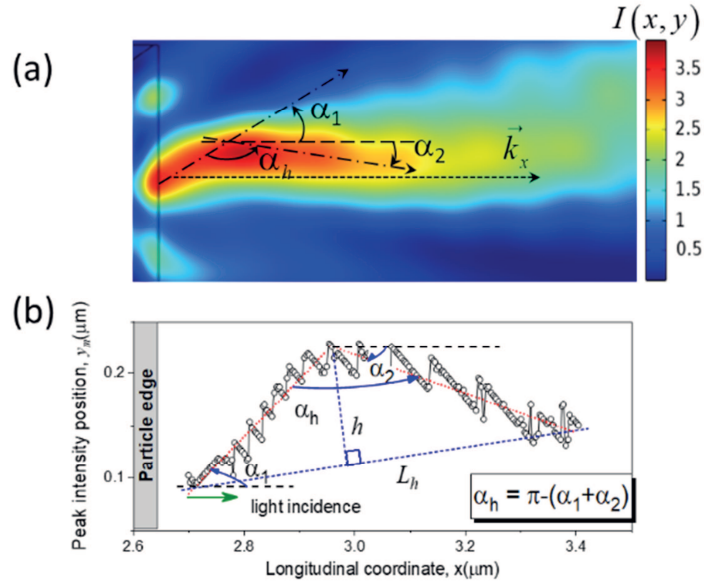 (a)
I(x, y)
α₁
α₂
αₕ
k⃗ₓ
3.5
3
2.5
2
1.5
1
0.5
(b)
Peak intensity position, yₘ(μm)
0.2
0.1
Particle edge
α₂
αₕ
h
α₁
Lₕ
light incidence
αₕ = π-(α₁+α₂)
2.6 2.8 3.0 3.2 3.4
Longitudinal coordinate, x(μm)